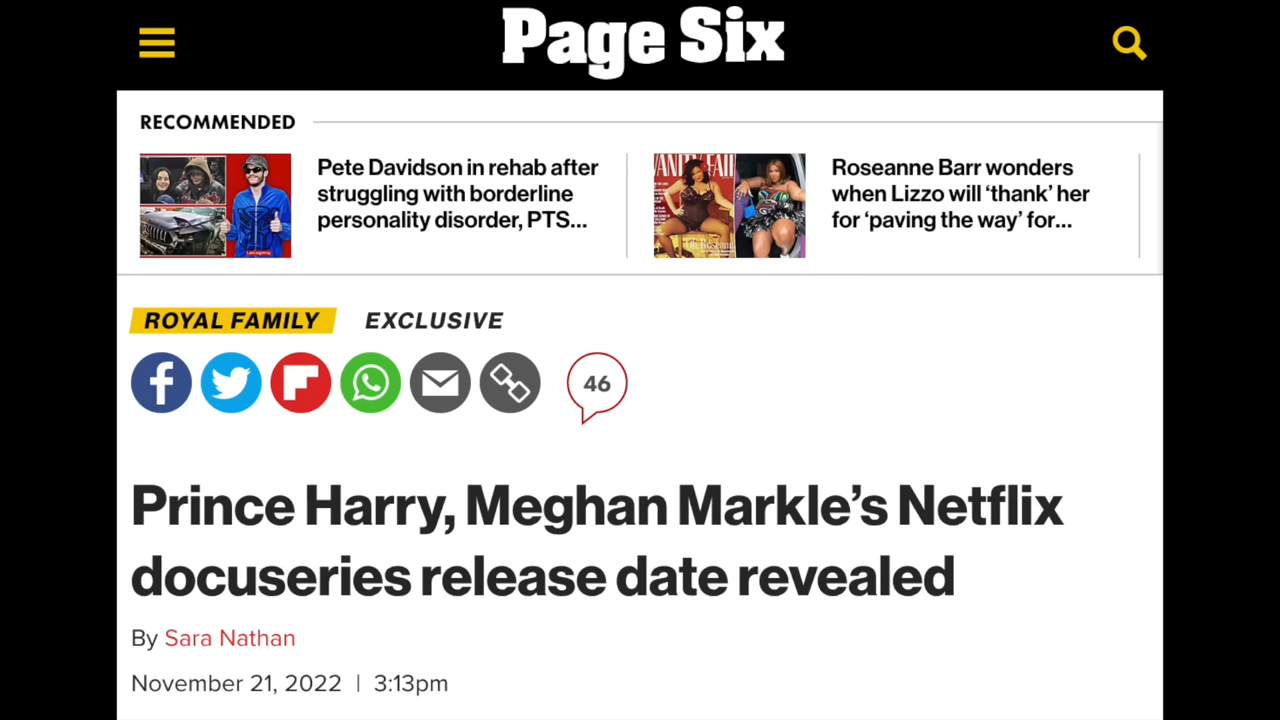 Page Six
RECOMMENDED
Pete Davidson in rehab after
struggling with borderline
personality disorder, PTS...
VANITY FAIR
Roseanne Barr wonders
when Lizzo will ‘thank’ her
for ‘paving the way’ for...
ROYAL FAMILY
EXCLUSIVE
46
Prince Harry, Meghan Markle’s Netflix
docuseries release date revealed
By Sara Nathan
November 21, 2022 | 3:13pm